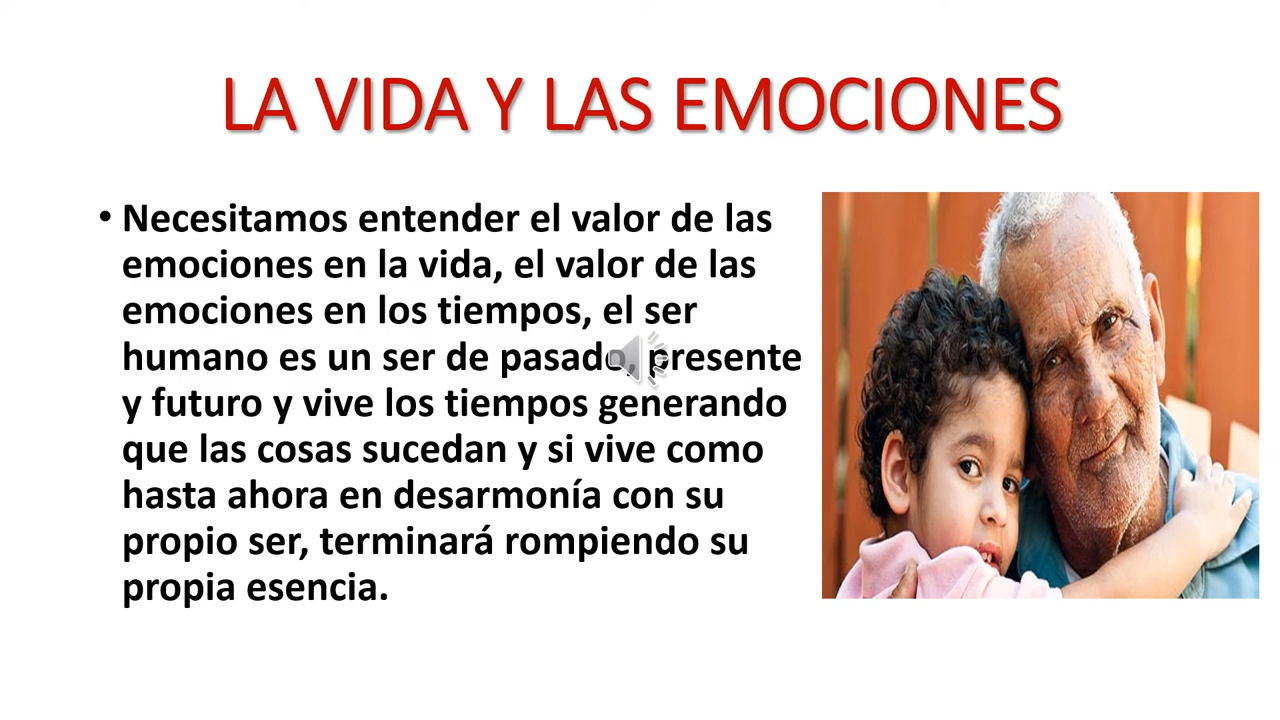 LA VIDA Y LAS EMOCIONES
• Necesitamos entender el valor de las
emociones en la vida, el valor de las
emociones en los tiempos, el ser
humano es un ser de pasado, presente
y futuro y vive los tiempos generando
que las cosas sucedan y si vive como
hasta ahora en desarmonía con su
propio ser, terminará rompiendo su
propia esencia.